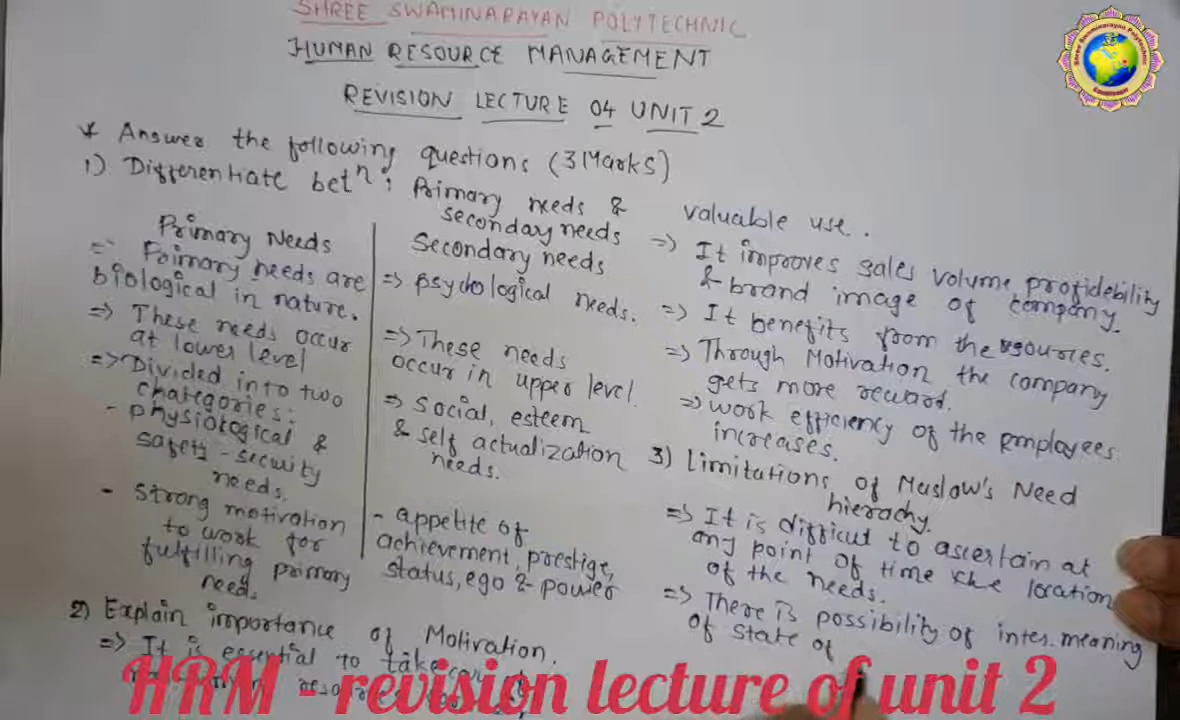 SHREE SWAMINARAYAN POLYTECHNIC
HUMAN RESOURCE MANAGEMENT
REVISION LECTURE 04 UNIT 2
* Answer the following questions (3 Marks)
1) Differentiate betn : Primary needs &
seconday needs
Primary Needs
=> Primary needs are
biological in nature.
=> These needs occur
at lower level
=> Divided into two
chategories:
- physiological &
safety - security
needs.
- Strong motivation
to work for
fulfilling primary
need.
Secondary needs
=> psychological needs.
=> These needs
occur in upper level.
=> social, esteem
& self actualization
needs.
- appetite of
achievement, prestige,
status, ego & power
2) Explain importance of Motivation.
=> It is essential to take
valuable use.
=> It improves sales volume profidebility
& brand image of company.
=> It benefits from the resources.
=> Through Motivation the company
gets more reward.
=> work efficiency of the employees
increases.
3) Limitations of Maslow's Need
hierachy.
=> It is difficut to ascertain at
any point of time the location
of the needs.
=> There is possibility of inter.meaning
of state of
HRM - revision lecture of unit 2